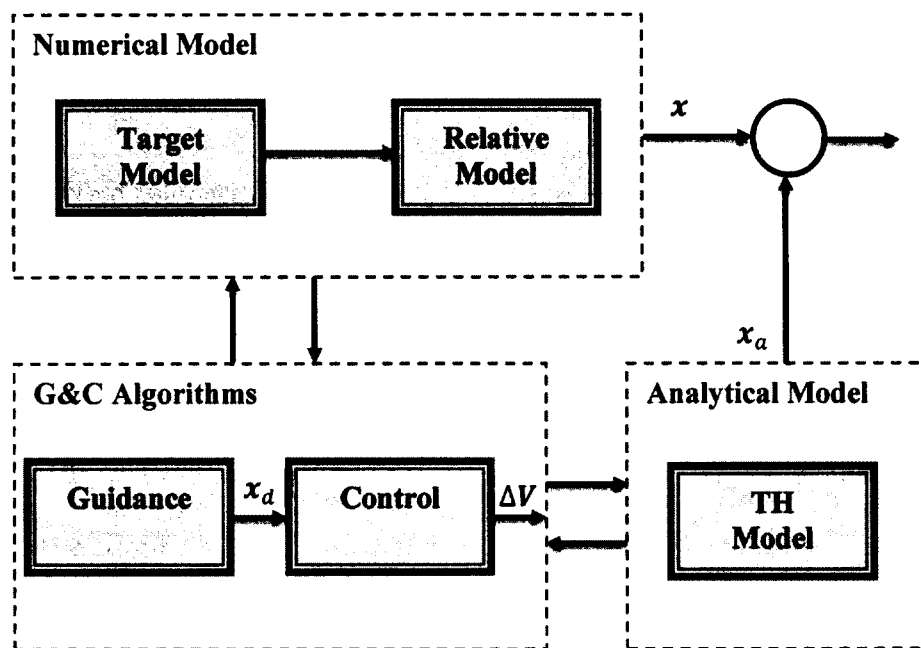 Numerical Model
Target
Model
Relative
Model
x
x_a
G&C Algorithms
Guidance
x_d
Control
ΔV
Analytical Model
TH
Model